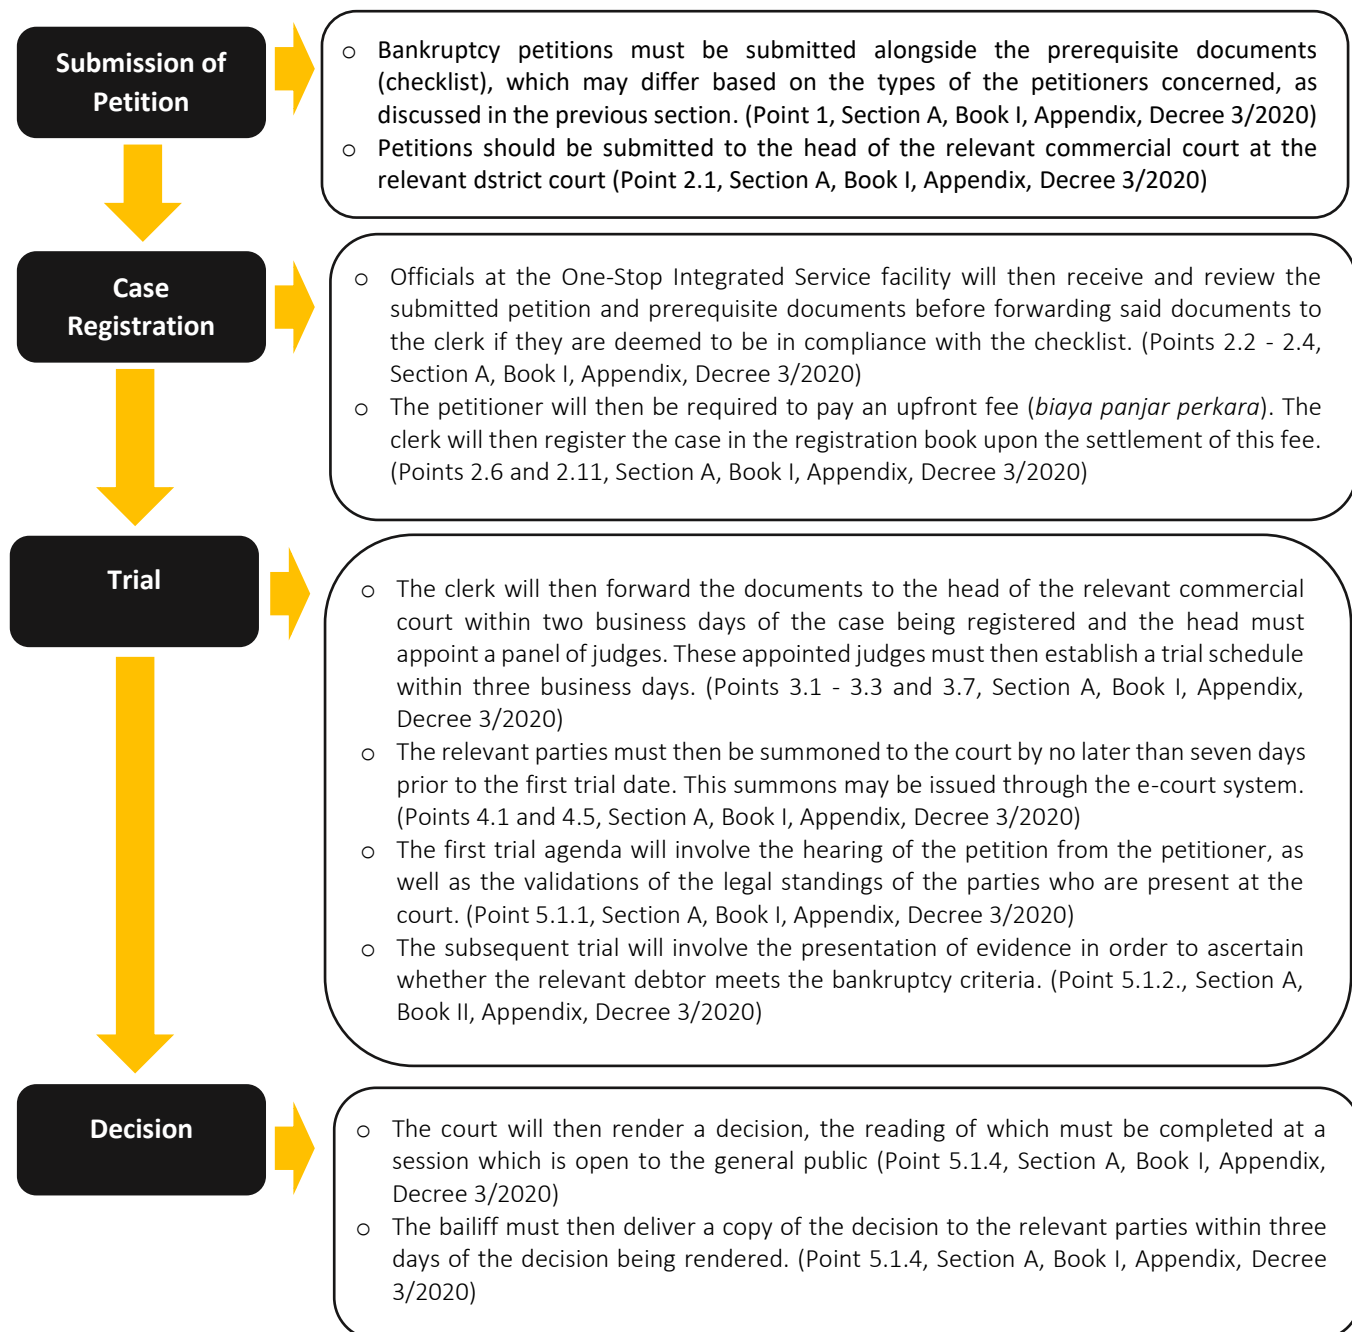 Submission of
Petition
o Bankruptcy petitions must be submitted alongside the prerequisite documents
(checklist), which may differ based on the types of the petitioners concerned, as
discussed in the previous section. (Point 1, Section A, Book I, Appendix, Decree 3/2020)
o Petitions should be submitted to the head of the relevant commercial court at the
relevant dstrict court (Point 2.1, Section A, Book I, Appendix, Decree 3/2020)
Case
Registration
o Officials at the One-Stop Integrated Service facility will then receive and review the
submitted petition and prerequisite documents before forwarding said documents to
the clerk if they are deemed to be in compliance with the checklist. (Points 2.2 - 2.4,
Section A, Book I, Appendix, Decree 3/2020)
o The petitioner will then be required to pay an upfront fee (biaya panjar perkara). The
clerk will then register the case in the registration book upon the settlement of this fee.
(Points 2.6 and 2.11, Section A, Book I, Appendix, Decree 3/2020)
Trial
o The clerk will then forward the documents to the head of the relevant commercial
court within two business days of the case being registered and the head must
appoint a panel of judges. These appointed judges must then establish a trial schedule
within three business days. (Points 3.1 - 3.3 and 3.7, Section A, Book I, Appendix,
Decree 3/2020)
o The relevant parties must then be summoned to the court by no later than seven days
prior to the first trial date. This summons may be issued through the e-court system.
(Points 4.1 and 4.5, Section A, Book I, Appendix, Decree 3/2020)
o The first trial agenda will involve the hearing of the petition from the petitioner, as
well as the validations of the legal standings of the parties who are present at the
court. (Point 5.1.1, Section A, Book I, Appendix, Decree 3/2020)
o The subsequent trial will involve the presentation of evidence in order to ascertain
whether the relevant debtor meets the bankruptcy criteria. (Point 5.1.2., Section A,
Book II, Appendix, Decree 3/2020)
Decision
o The court will then render a decision, the reading of which must be completed at a
session which is open to the general public (Point 5.1.4, Section A, Book I, Appendix,
Decree 3/2020)
o The bailiff must then deliver a copy of the decision to the relevant parties within three
days of the decision being rendered. (Point 5.1.4, Section A, Book I, Appendix, Decree
3/2020)